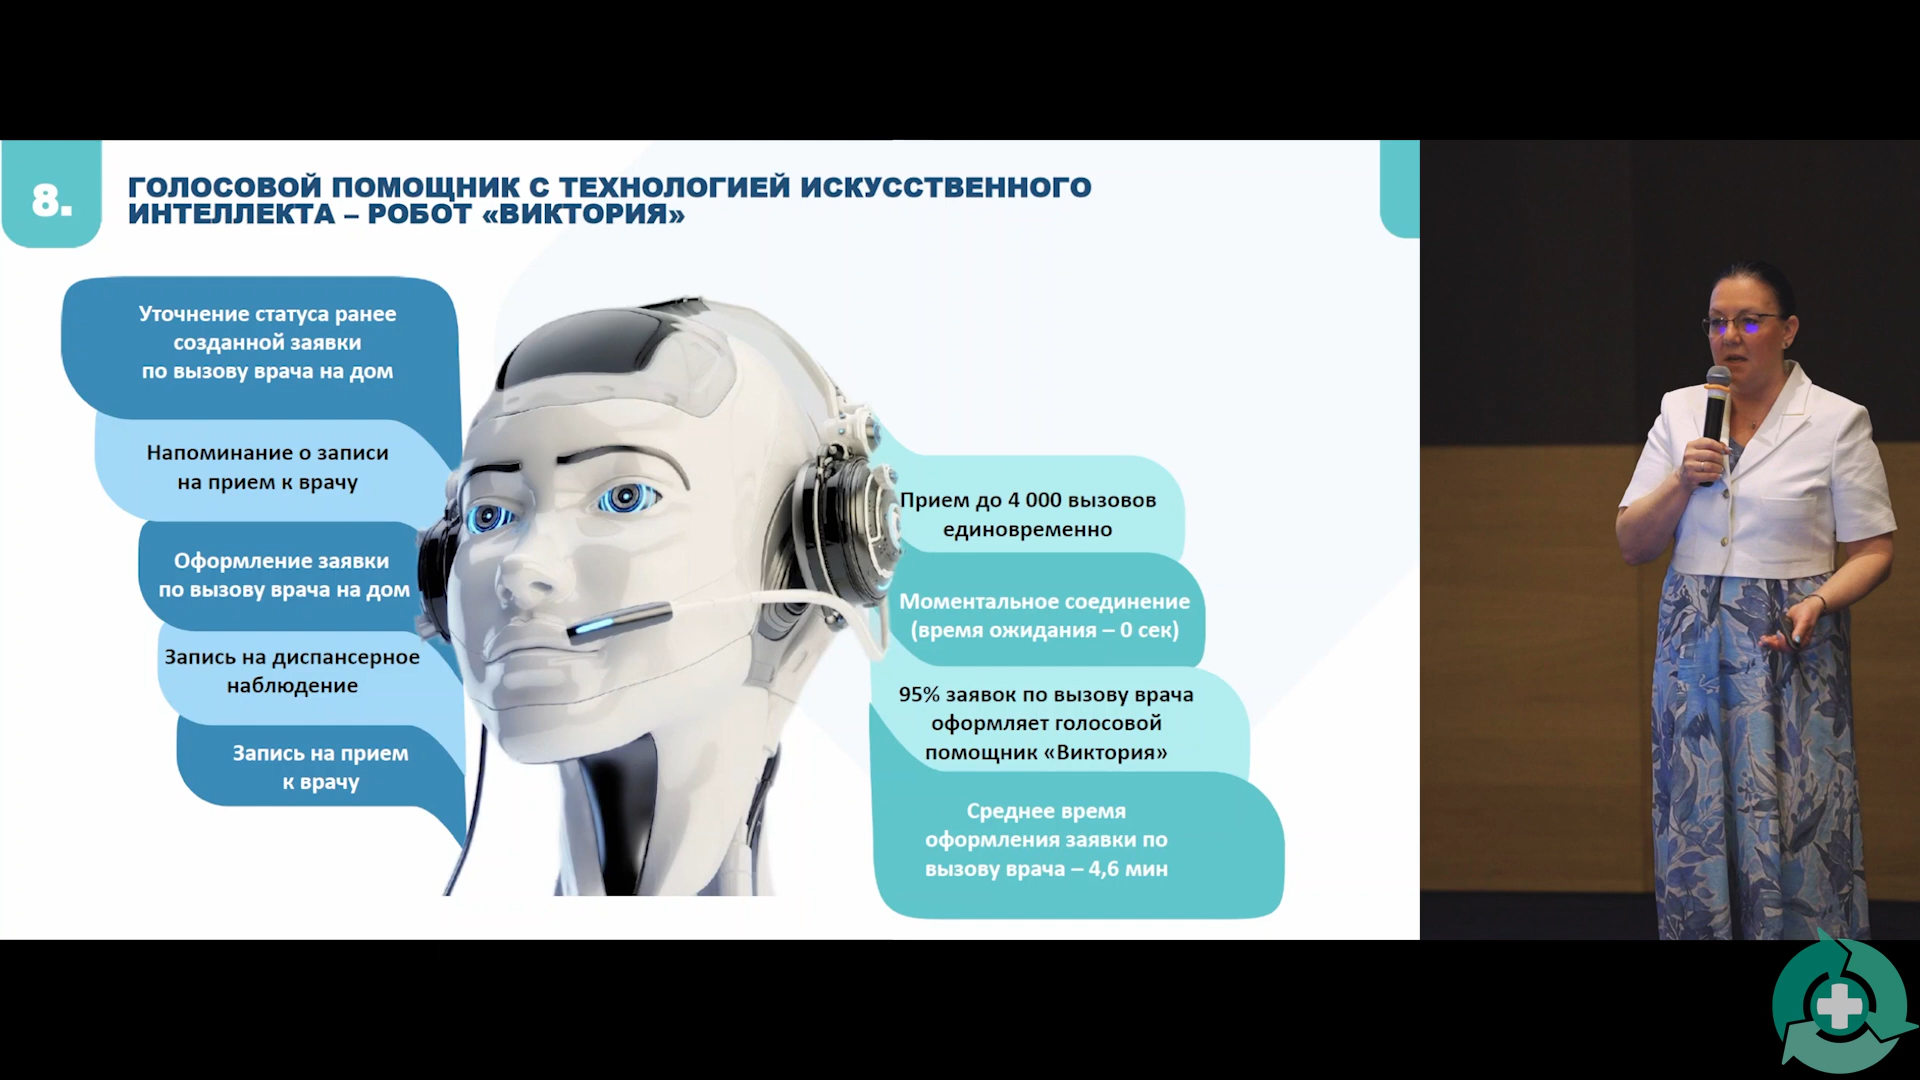 8.
ГОЛОСОВОЙ ПОМОЩНИК С ТЕХНОЛОГИЕЙ ИСКУССТВЕННОГО
ИНТЕЛЛЕКТА – РОБОТ «ВИКТОРИЯ»
Уточнение статуса ранее
созданной заявки
по вызову врача на дом
Напоминание о записи
на прием к врачу
Оформление заявки
по вызову врача на дом
Запись на диспансерное
наблюдение
Запись на прием
к врачу
Прием до 4 000 вызовов
единовременно
Моментальное соединение
(время ожидания – 0 сек)
95% заявок по вызову врача
оформляет голосовой
помощник «Виктория»
Среднее время
оформления заявки по
вызову врача – 4,6 мин